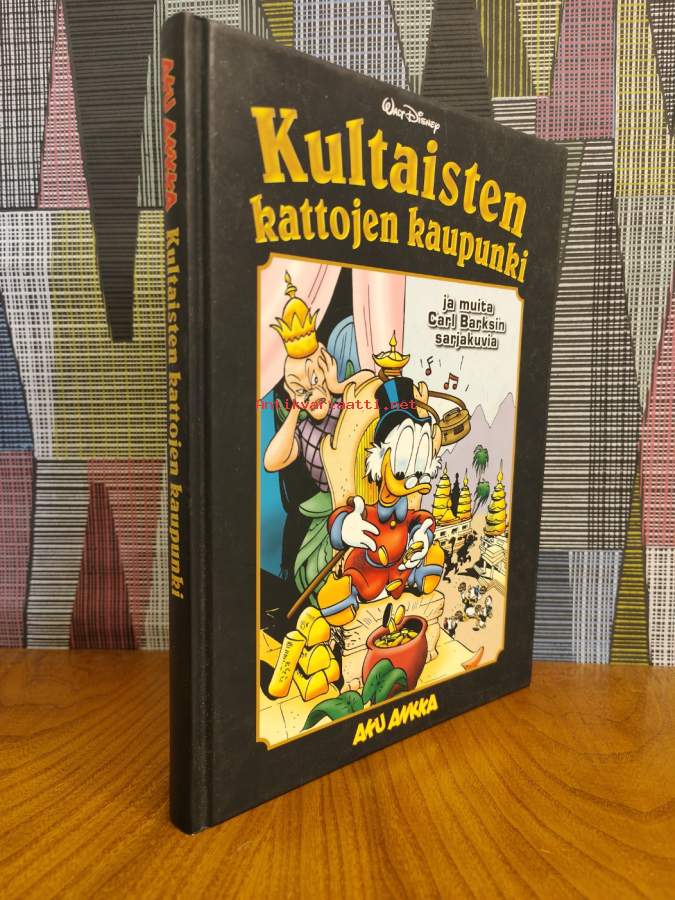 AKU ANKKA Kultaisten kattojen kaupunki
WALT DISNEY
Kultaisten
kattojen kaupunki
ja muita
Carl Barksin
sarjakuvia
Antikvariaatti.net
AKU ANKKA